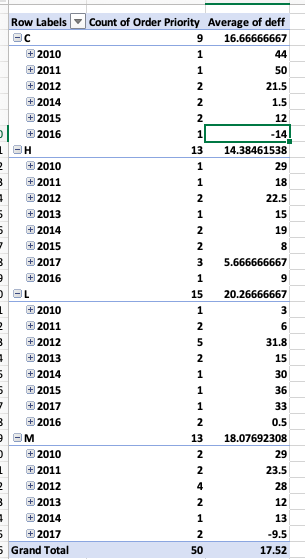 Row Labels Count of Order Priority Average of deff
C 9 16.66666667
2010 1 44
2011 1 50
2012 2 21.5
2014 2 1.5
2015 2 12
2016 1 -14
H 13 14.38461538
2010 1 29
2011 1 18
2012 2 22.5
2013 1 15
2014 2 19
2015 2 8
2017 3 5.666666667
2016 1 9
L 15 20.26666667
2010 1 3
2011 2 6
2012 5 31.8
2013 2 15
2014 1 30
2015 1 36
2017 1 33
2016 2 0.5
M 13 18.07692308
2010 2 29
2011 2 23.5
2012 4 28
2013 2 12
2014 1 13
2017 2 -9.5
Grand Total 50 17.52